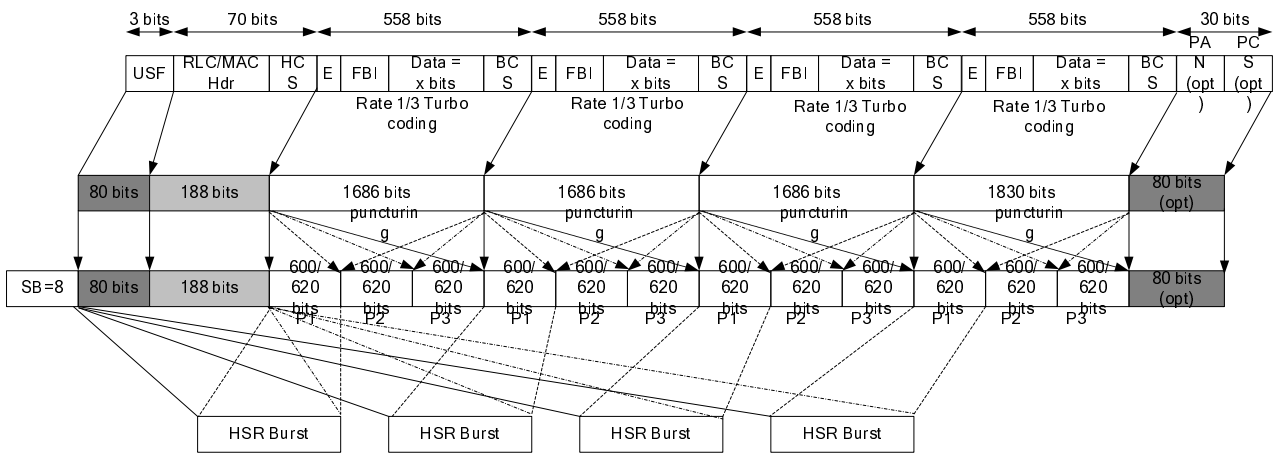 3 bits 70 bits 558 bits 558 bits 558 bits 558 bits 30 bits
USF RLC/MAC Hdr HC S E FBI Data = x bits BC S E FBI Data = x bits BC S E FBI Data = x bits BC S E FBI Data = x bits BC S PA N (opt ) PC S (opt )
Rate 1/3 Turbo coding Rate 1/3 Turbo coding Rate 1/3 Turbo coding Rate 1/3 Turbo coding
80 bits 188 bits 1686 bits 1686 bits 1686 bits 1830 bits 80 bits (opt)
puncturin g puncturin g puncturin g puncturin g
SB=8 80 bits 188 bits 600/ 620 bits 600/ 620 bits 600/ 620 bits 600/ 620 bits 600/ 620 bits 600/ 620 bits 600/ 620 bits 600/ 620 bits 600/ 620 bits 600/ 620 bits 600/ 620 bits 600/ 620 bits 80 bits (opt)
P1 P2 P3 P1 P2 P3 P1 P2 P3 P1 P2 P3
HSR Burst HSR Burst HSR Burst HSR Burst